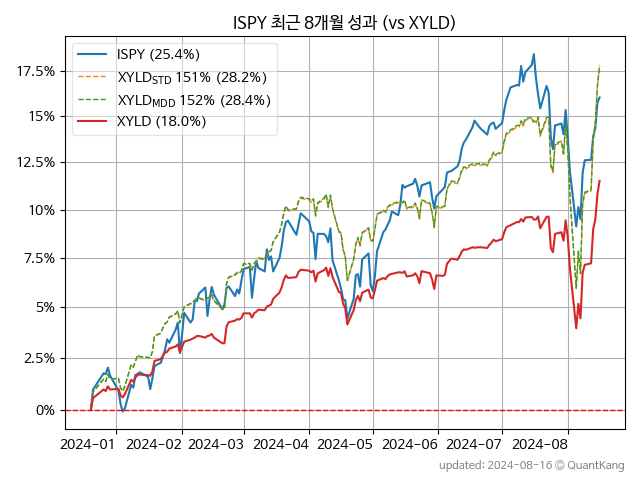 ISPY 최근 8개월 성과 (vs XYLD)
ISPY (25.4%)
XYLD_STD 151% (28.2%)
XYLD_MDD 152% (28.4%)
XYLD (18.0%)
17.5%
15%
12.5%
10%
7.5%
5%
2.5%
0%
2024-01 2024-02 2024-03 2024-04 2024-05 2024-06 2024-07 2024-08
updated: 2024-08-16 © QuantKang